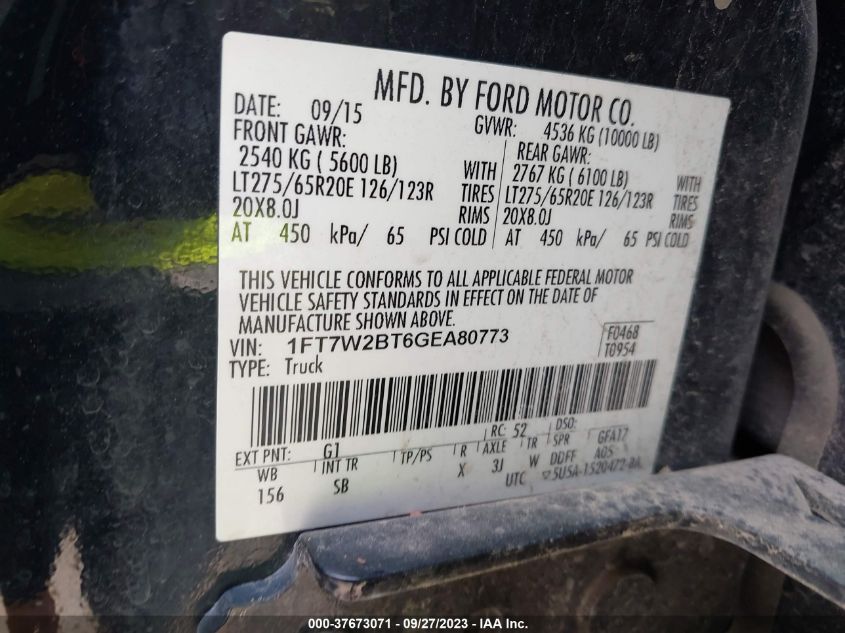 MFD. BY FORD MOTOR CO.
DATE: 09/15 GVWR: 4536 KG (10000 LB)
FRONT GAWR: REAR GAWR:
2540 KG ( 5600 LB) WITH 2767 KG ( 6100 LB) WITH
LT275/65R20E 126/123R TIRES LT275/65R20E 126/123R TIRES
20X8.0J RIMS 20X8.0J RIMS
AT 450 kPa/ 65 PSI COLD AT 450 kPa/ 65 PSI COLD
THIS VEHICLE CONFORMS TO ALL APPLICABLE FEDERAL MOTOR
VEHICLE SAFETY STANDARDS IN EFFECT ON THE DATE OF
MANUFACTURE SHOWN ABOVE.
VIN: 1FT7W2BT6GEA80773 F0468
TYPE: Truck T0954
EXT PNT: G1 RC: 52 DSO:
WB INT TR TP/PS R AXLE TR SPR GFA17
156 SB X 3J W DDFF A05
UTC 5U5A-1520472-BA
000-37673071 - 09/27/2023 - IAA Inc.